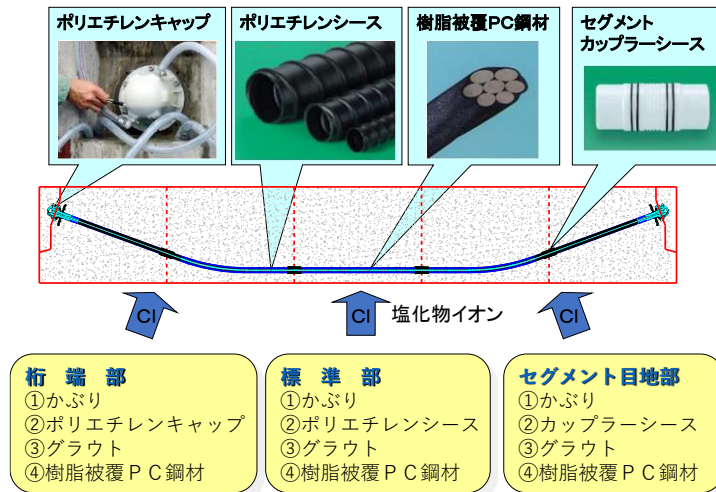 ポリエチレンキャップ
ポリエチレンシース
樹脂被覆PC鋼材
セグメント
カップラーシース
Cl
Cl
塩化物イオン
Cl
桁 端 部
①かぶり
②ポリエチレンキャップ
③グラウト
④樹脂被覆ＰＣ鋼材
標 準 部
①かぶり
②ポリエチレンシース
③グラウト
④樹脂被覆ＰＣ鋼材
セグメント目地部
①かぶり
②カップラーシース
③グラウト
④樹脂被覆ＰＣ鋼材